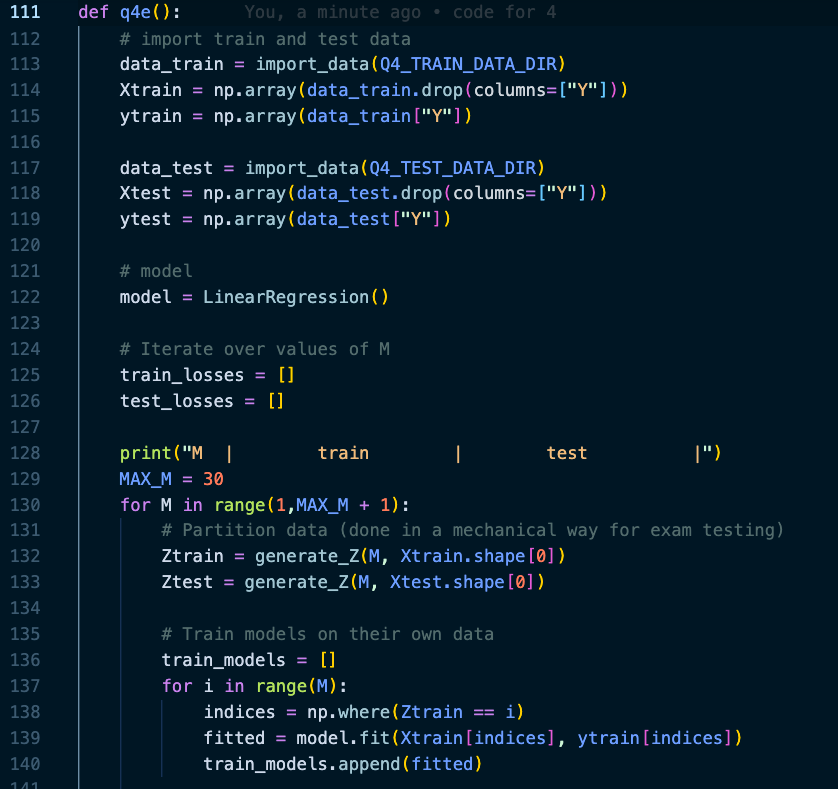 111 def q4e(): You, a minute ago • code for 4
112 # import train and test data
113 data_train = import_data(Q4_TRAIN_DATA_DIR)
114 Xtrain = np.array(data_train.drop(columns=["Y"]))
115 ytrain = np.array(data_train["Y"])
116
117 data_test = import_data(Q4_TEST_DATA_DIR)
118 Xtest = np.array(data_test.drop(columns=["Y"]))
119 ytest = np.array(data_test["Y"])
120
121 # model
122 model = LinearRegression()
123
124 # Iterate over values of M
125 train_losses = []
126 test_losses = []
127
128 print("M  |        train        |        test          |")
129 MAX_M = 30
130 for M in range(1,MAX_M + 1):
131 # Partition data (done in a mechanical way for exam testing)
132 Ztrain = generate_Z(M, Xtrain.shape[0])
133 Ztest = generate_Z(M, Xtest.shape[0])
134
135 # Train models on their own data
136 train_models = []
137 for i in range(M):
138 indices = np.where(Ztrain == i)
139 fitted = model.fit(Xtrain[indices], ytrain[indices])
140 train_models.append(fitted)
141